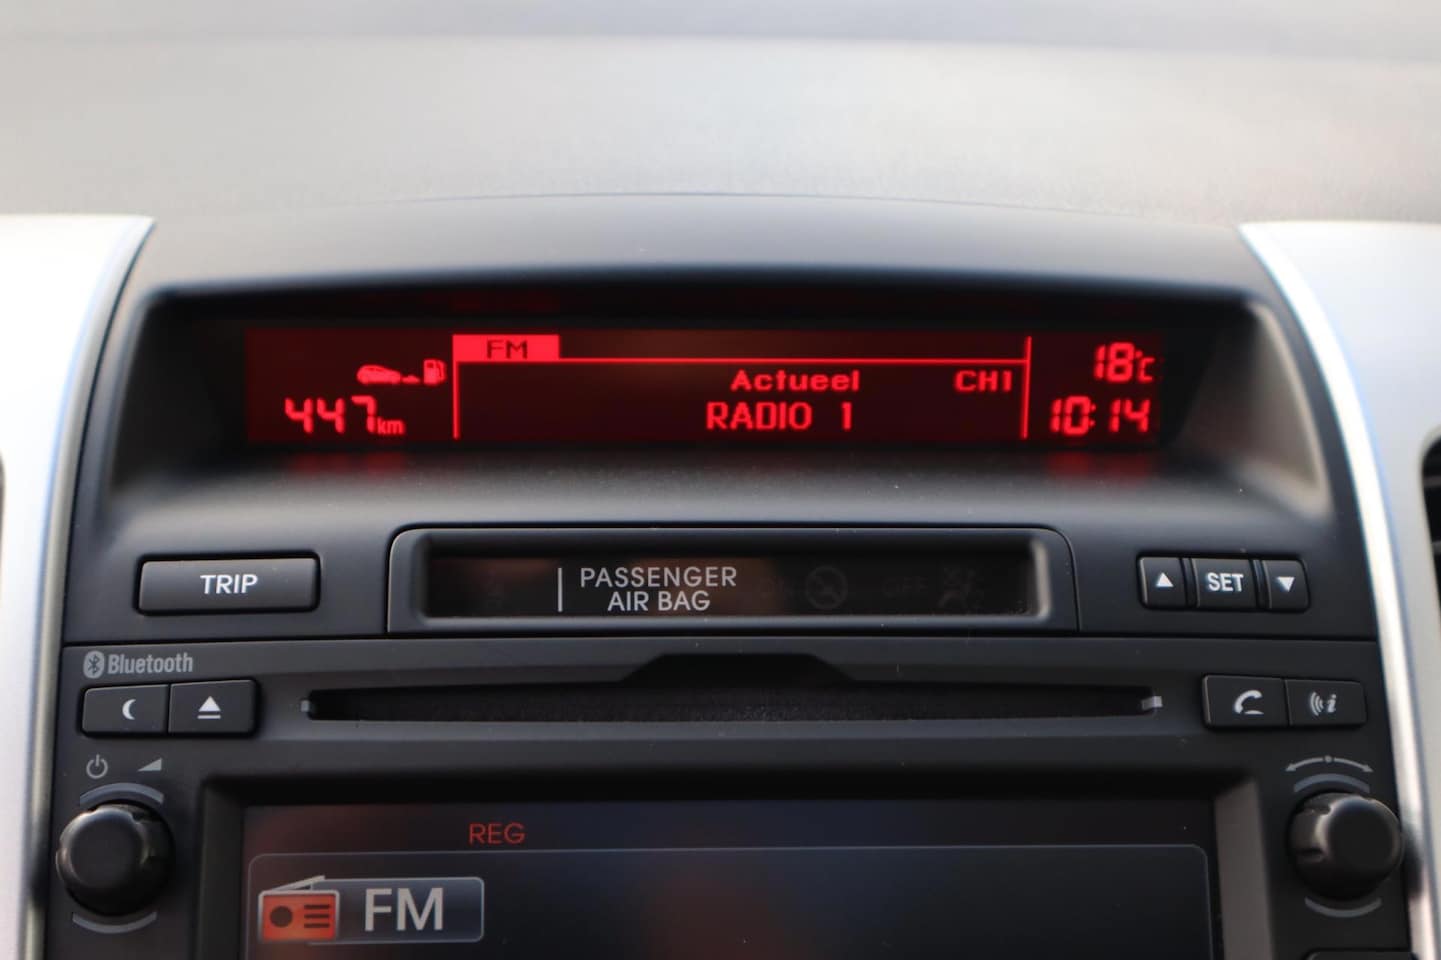 FM
18°C
Actueel CH1
447km
RADIO 1
10:14
TRIP
PASSENGER
AIR BAG
SET
Bluetooth
REG
FM